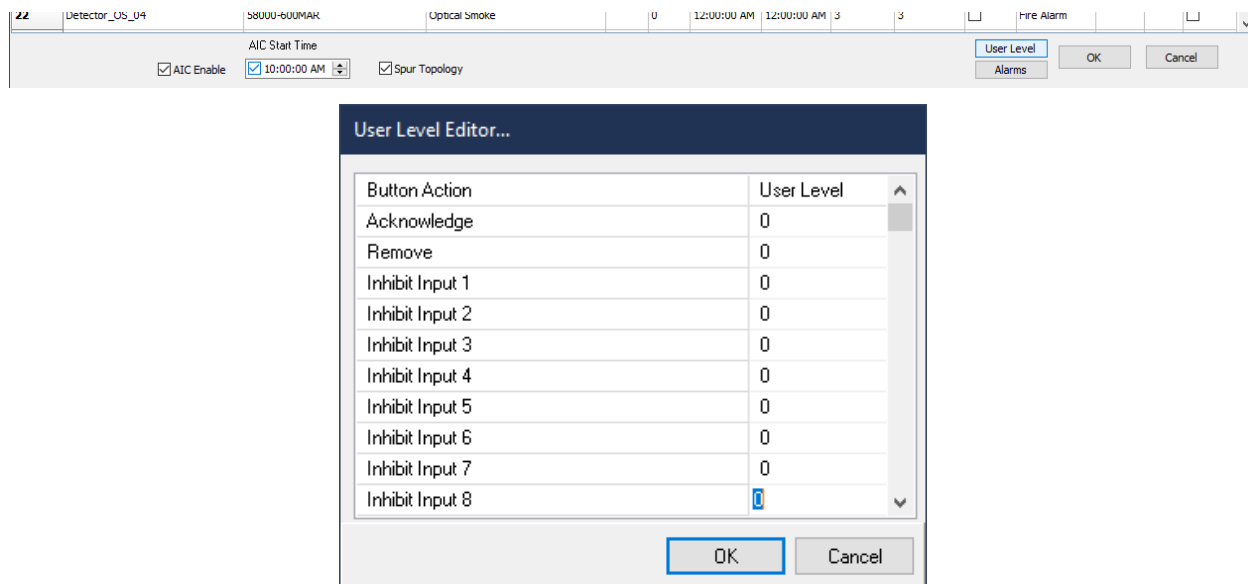 22 Detector_OS_04 58000-600MAR Optical Smoke 0 12:00:00 AM 12:00:00 AM 3 3 Fire Alarm
AIC Start Time
AIC Enable 10:00:00 AM Spur Topology User Level OK Cancel
Alarms
User Level Editor...
Button Action User Level
Acknowledge 0
Remove 0
Inhibit Input 1 0
Inhibit Input 2 0
Inhibit Input 3 0
Inhibit Input 4 0
Inhibit Input 5 0
Inhibit Input 6 0
Inhibit Input 7 0
Inhibit Input 8 0
OK Cancel